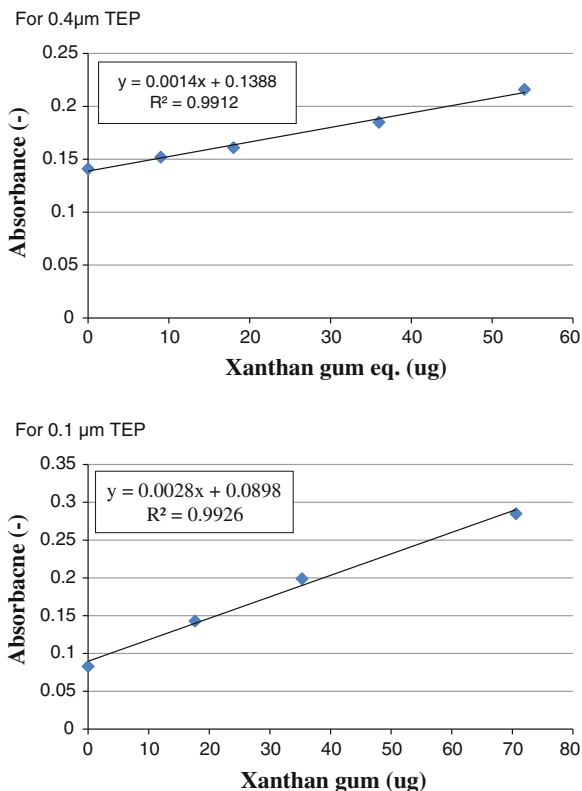 For 0.4µm TEP
0.25
0.2
0.15
0.1
0.05
0
y = 0.0014x + 0.1388
R² = 0.9912
Absorbance (-)
0 10 20 30 40 50 60
Xanthan gum eq. (ug)
For 0.1 µm TEP
0.35
0.3
0.25
0.2
0.15
0.1
0.05
0
y = 0.0028x + 0.0898
R² = 0.9926
Absorbacne (-)
0 10 20 30 40 50 60 70 80
Xanthan gum (ug)